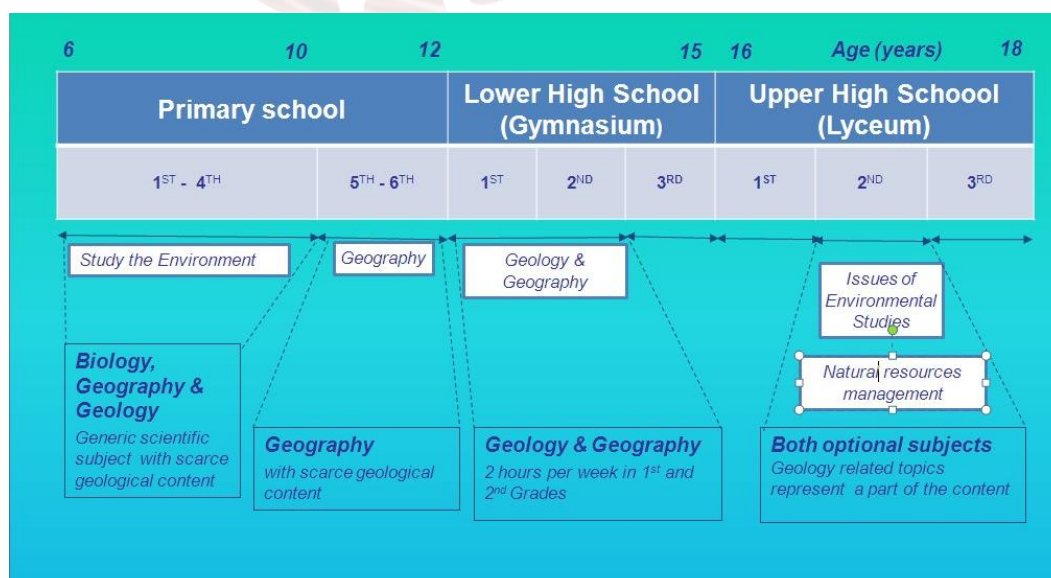 6 10 12 15 16 Age (years) 18
Primary school
Lower High School
(Gymnasium)
Upper High Schoool
(Lyceum)
1ST - 4TH
5TH - 6TH
1ST
2ND
3RD
1ST
2ND
3RD
Study the Environment
Geography
Geology &
Geography
Issues of
Environmental
Studies
Natural resources
management
Biology,
Geography &
Geology
Generic scientific
subject with scarce
geological content
Geography
with scarce geological
content
Geology & Geography
2 hours per week in 1st and
2nd Grades
Both optional subjects
Geology related topics
represent a part of the content